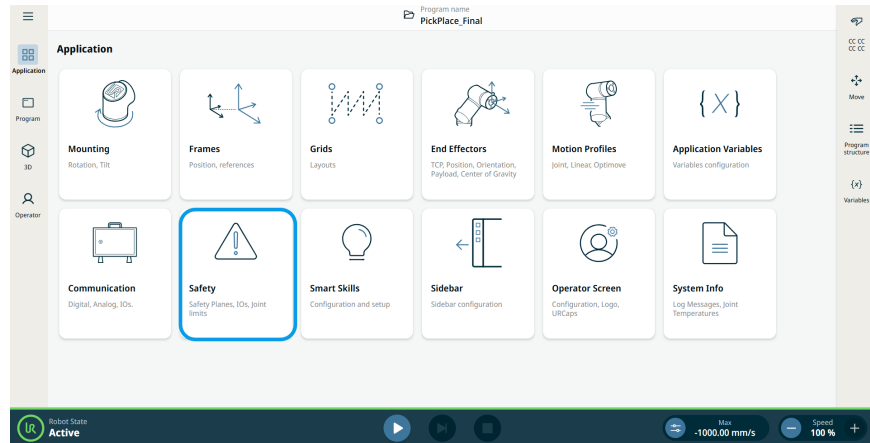 Program name
PickPlace_Final
Application
Application
Program
3D
Operator
Mounting
Rotation, Tilt
Frames
Position, references
Grids
Layouts
End Effectors
TCP, Position, Orientation,
Payload, Center of Gravity
Motion Profiles
Joint, Linear, Optimove
{ X }
Application Variables
Variables configuration
Communication
Digital, Analog, IOs.
Safety
Safety Planes, IOs, Joint
limits
Smart Skills
Configuration and setup
Sidebar
Sidebar configuration
Operator Screen
Configuration, Logo,
URCaps
System Info
Log Messages, Joint
Temperatures
CC CC
CC CC
Move
Program
structure
{x}
Variables
UR
Robot State
Active
Max
-1000.00 mm/s
Speed
100 %